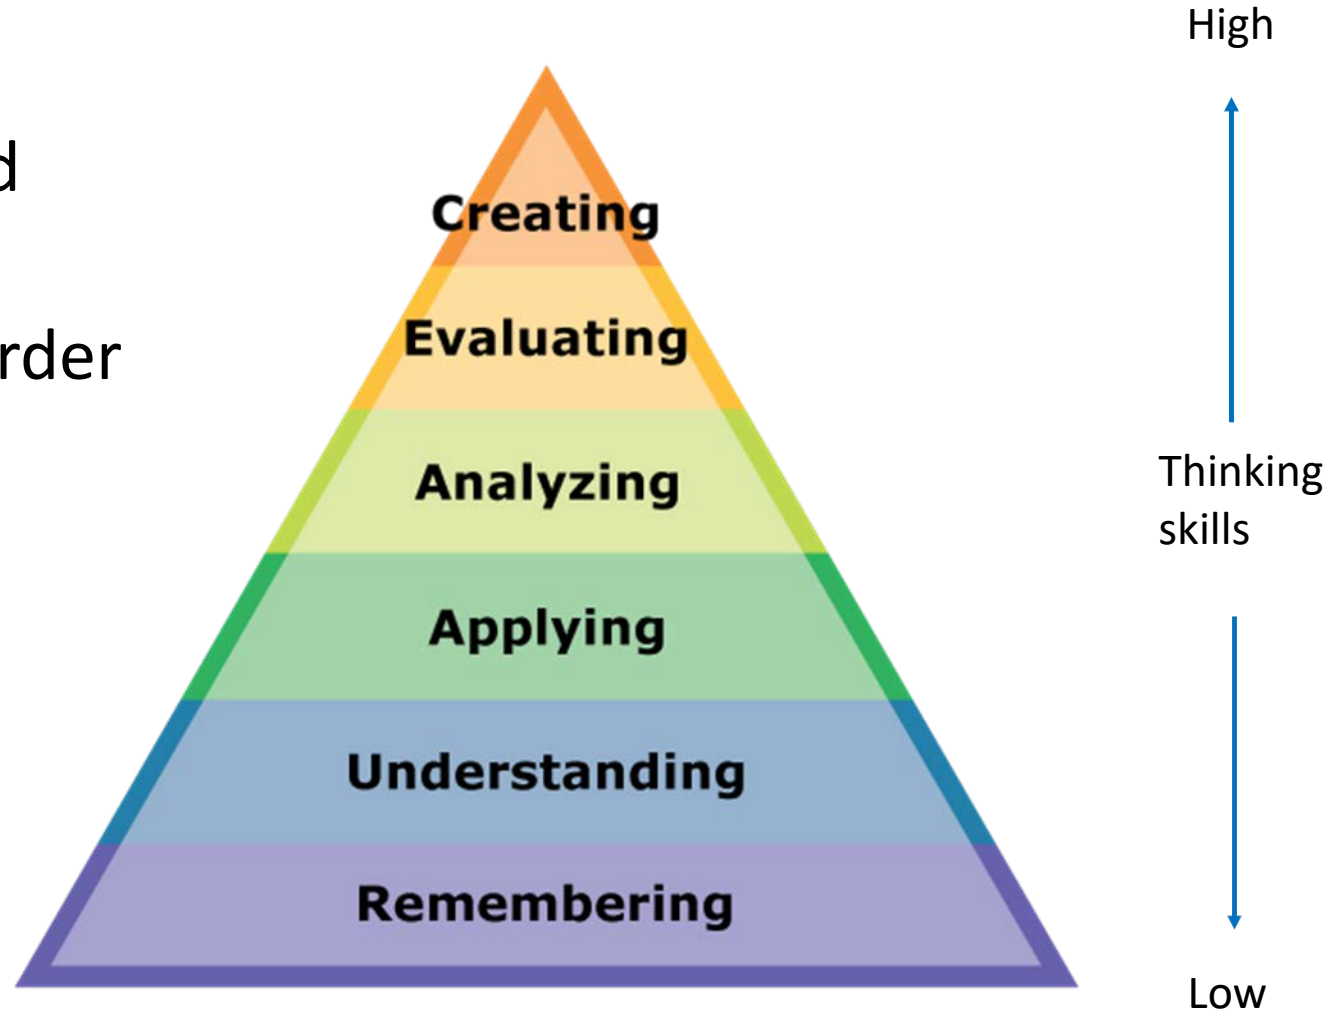 High
d
Creating
Evaluating
rder
Analyzing
Thinking
skills
Applying
Understanding
Remembering
Low